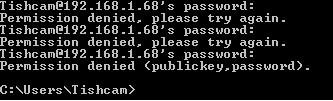 Tishcam@192.168.1.68's password:
Permission denied, please try again.
Tishcam@192.168.1.68's password:
Permission denied, please try again.
Tishcam@192.168.1.68's password:
Permission denied (publickey,password).
C:\Users\Tishcam>